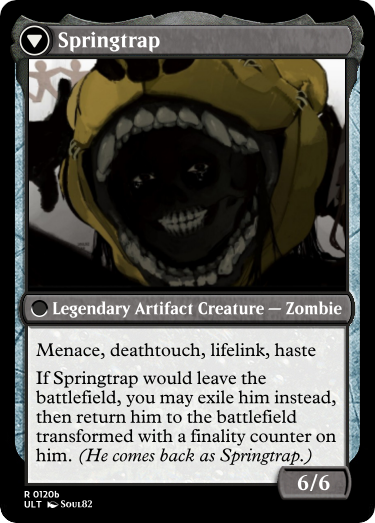 Springtrap
Legendary Artifact Creature — Zombie
Menace, deathtouch, lifelink, haste
If Springtrap would leave the
battlefield, you may exile him instead,
then return him to the battlefield
transformed with a finality counter on
him. (He comes back as Springtrap.)
6/6
R 0120b
ULT Soul82